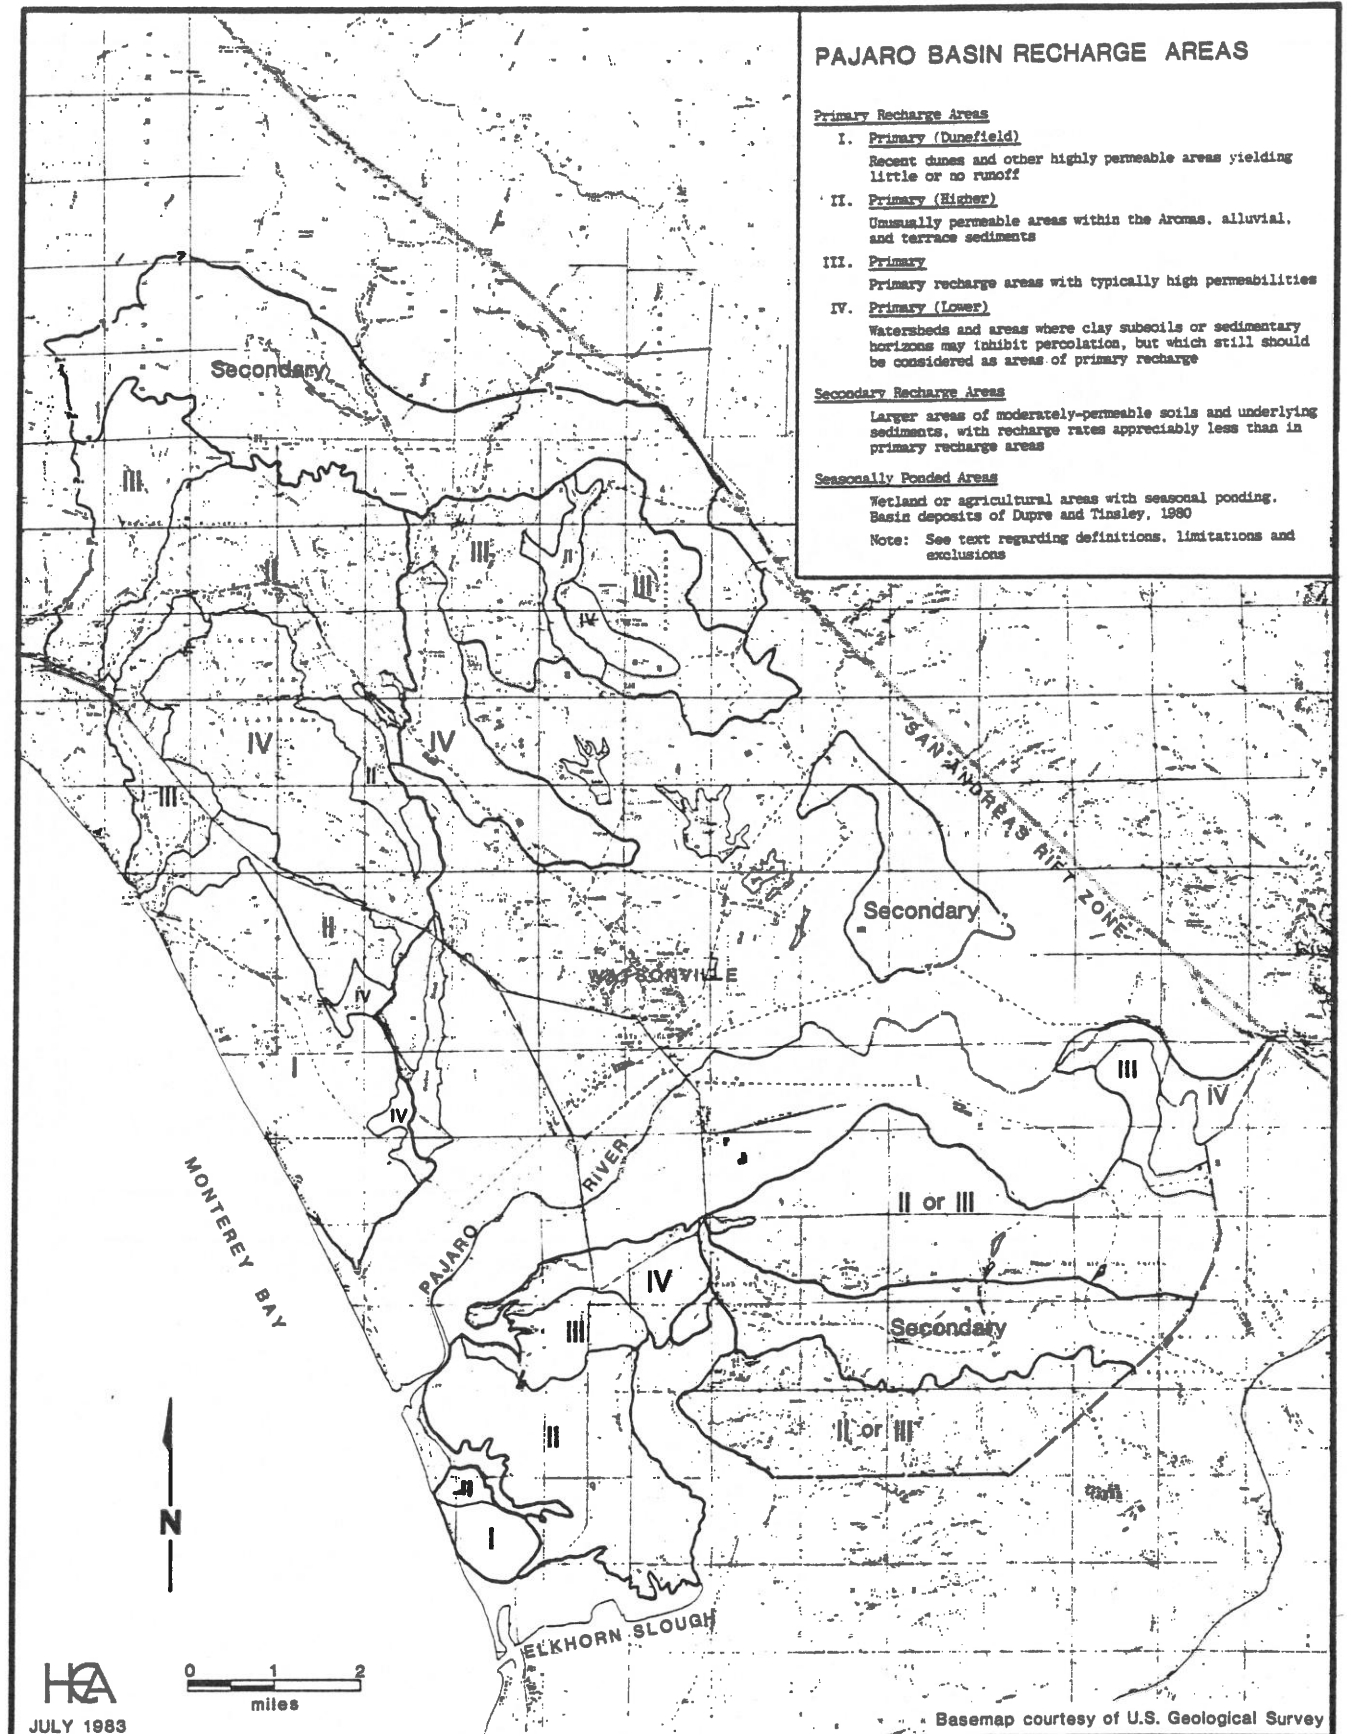 PAJARO BASIN RECHARGE AREAS
Primary Recharge Areas
I. Primary (Dunefield)
Recent dunes and other highly permeable areas yielding
little or no runoff
II. Primary (Higher)
Unusually permeable areas within the Aromas, alluvial,
and terrace sediments
III. Primary
Primary recharge areas with typically high permeabilities
IV. Primary (Lower)
Watersheds and areas where clay subsoils or sedimentary
horizons may inhibit percolation, but which still should
be considered as areas of primary recharge
Secondary Recharge Areas
Larger areas of moderately-permeable soils and underlying
sediments, with recharge rates appreciably less than in
primary recharge areas
Seasonally Ponded Areas
Wetland or agricultural areas with seasonal ponding.
Basin deposits of Dupre and Tinsley, 1980
Note: See text regarding definitions, limitations and
exclusions
?
Secondary
III
III
II
III
II
IV
IV
IV
II
III
SAN ANDREAS RIFT ZONE
Secondary
II
WATSONVILLE
IV
I
III
IV
IV
RIVER
MONTEREY BAY
II or III
PAJARO
IV
III
Secondary
II or III
II
II
I
N
ELKHORN SLOUGH
HEA
JULY 1983
0 1 2
miles
Basemap courtesy of U.S. Geological Survey